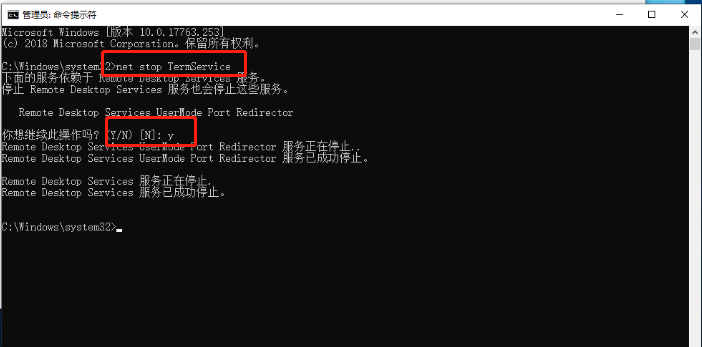 管理员: 命令提示符
Microsoft Windows [版本 10.0.17763.253]
(c) 2018 Microsoft Corporation。保留所有权利。
C:\Windows\system32>net stop TermService
下面的服务依赖于 Remote Desktop Services 服务。
停止 Remote Desktop Services 服务也会停止这些服务。
Remote Desktop Services UserMode Port Redirector
你想继续此操作吗? (Y/N) [N]: y
Remote Desktop Services UserMode Port Redirector 服务正在停止..
Remote Desktop Services UserMode Port Redirector 服务已成功停止。
Remote Desktop Services 服务正在停止.
Remote Desktop Services 服务已成功停止。
C:\Windows\system32>